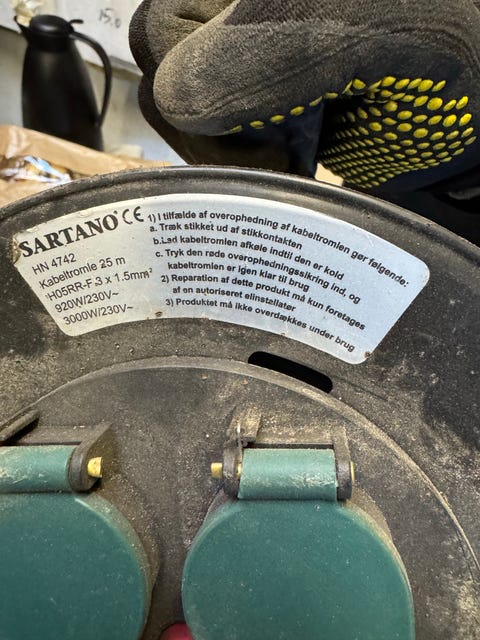 15.0
SARTANO CE
HN 4742
Kabeltromle 25 m
H05RR-F 3 x 1.5mm²
920W/230V~
3000W/230V~
1) I tilfælde af overophedning af kabeltromlen gør følgende:
a. Træk stikket ud af stikkontakten
b.Lad kabeltromlen afkøle indtil den er kold
c. Tryk den røde overophedningssikring ind, og
kabeltromlen er igen klar til brug
2) Reparation af dette produkt må kun foretages
af en autoriseret elinstallatør
3) Produktet må ikke overdækkes under brug